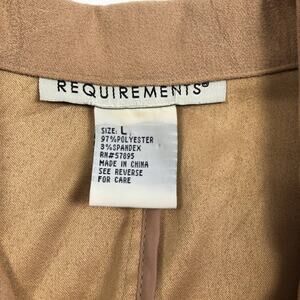 REQUIREMENTS®
SIZE: L
97%POLYESTER
3%SPANDEX
RN#57895
MADE IN CHINA
SEE REVERSE
FOR CARE